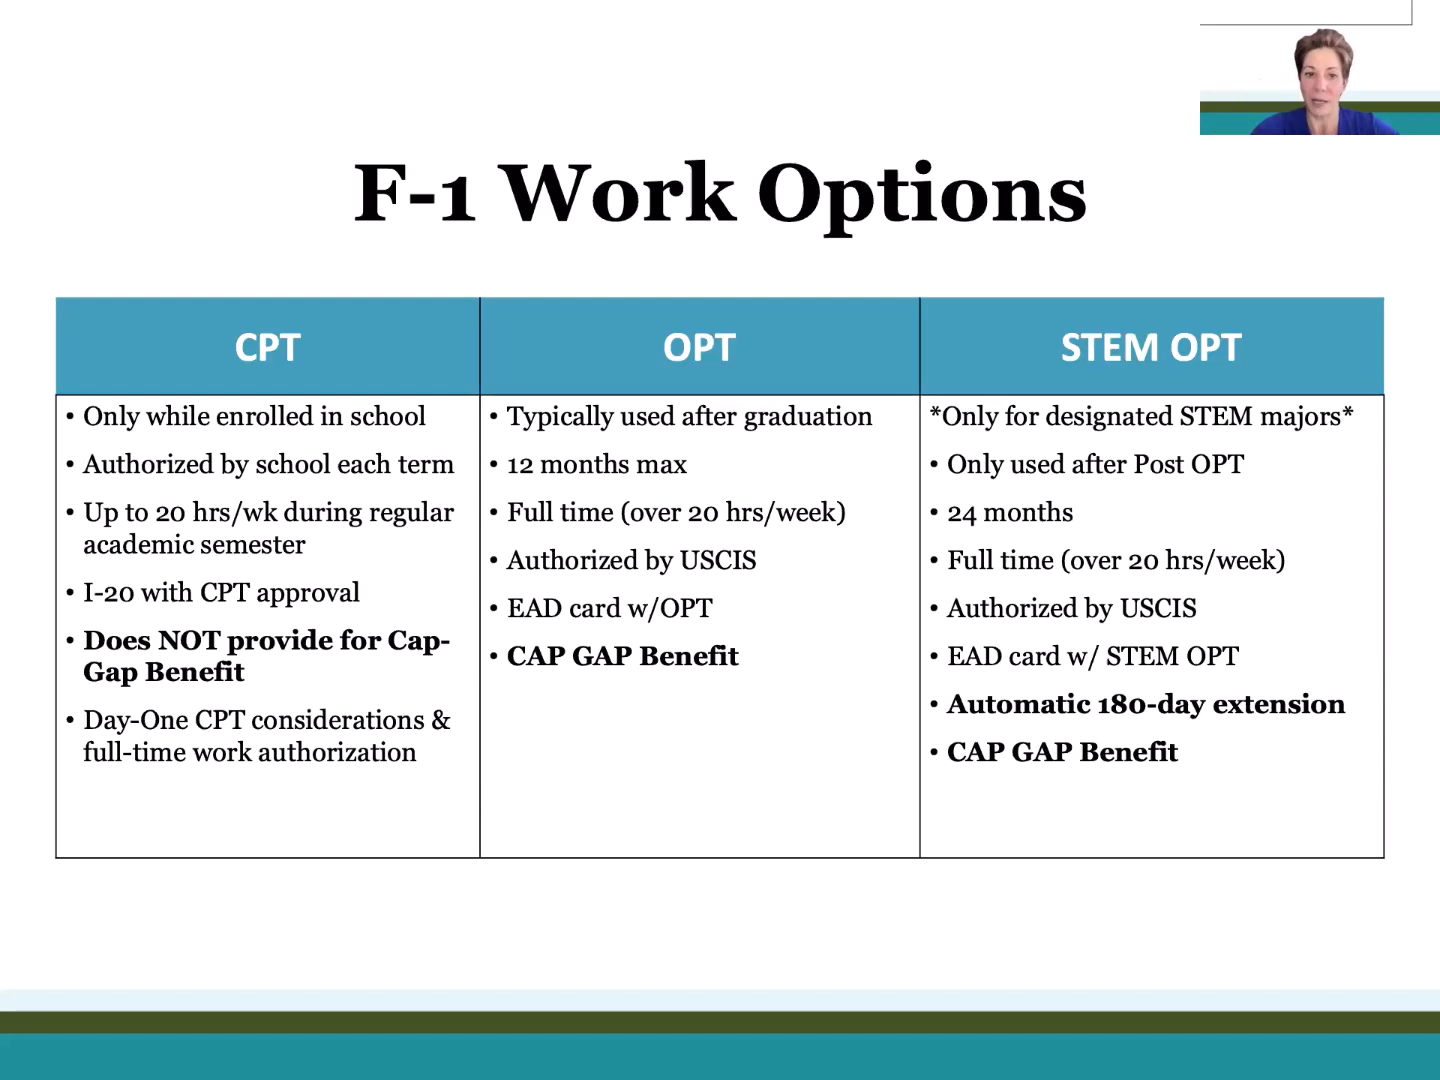 F-1 Work Options
CPT
• Only while enrolled in school
• Authorized by school each term
• Up to 20 hrs/wk during regular
academic semester
• I-20 with CPT approval
• Does NOT provide for Cap-
Gap Benefit
• Day-One CPT considerations &
full-time work authorization
OPT
• Typically used after graduation
• 12 months max
• Full time (over 20 hrs/week)
• Authorized by USCIS
• EAD card w/OPT
• CAP GAP Benefit
STEM OPT
*Only for designated STEM majors*
• Only used after Post OPT
• 24 months
• Full time (over 20 hrs/week)
• Authorized by USCIS
• EAD card w/ STEM OPT
• Automatic 180-day extension
• CAP GAP Benefit